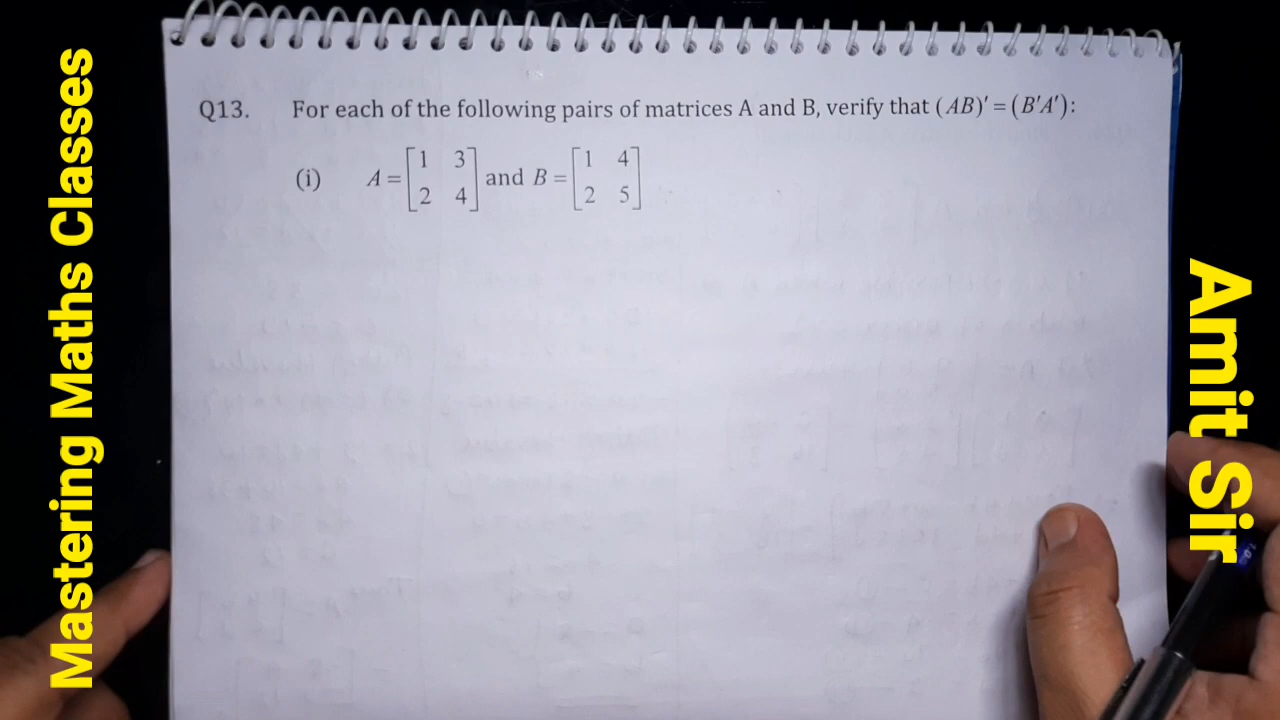 Mastering Maths Classes
Q13. For each of the following pairs of matrices A and B, verify that (AB)′ = (B′A′):
(i) A = [1 3; 2 4] and B = [1 4; 2 5]
Amit Sir